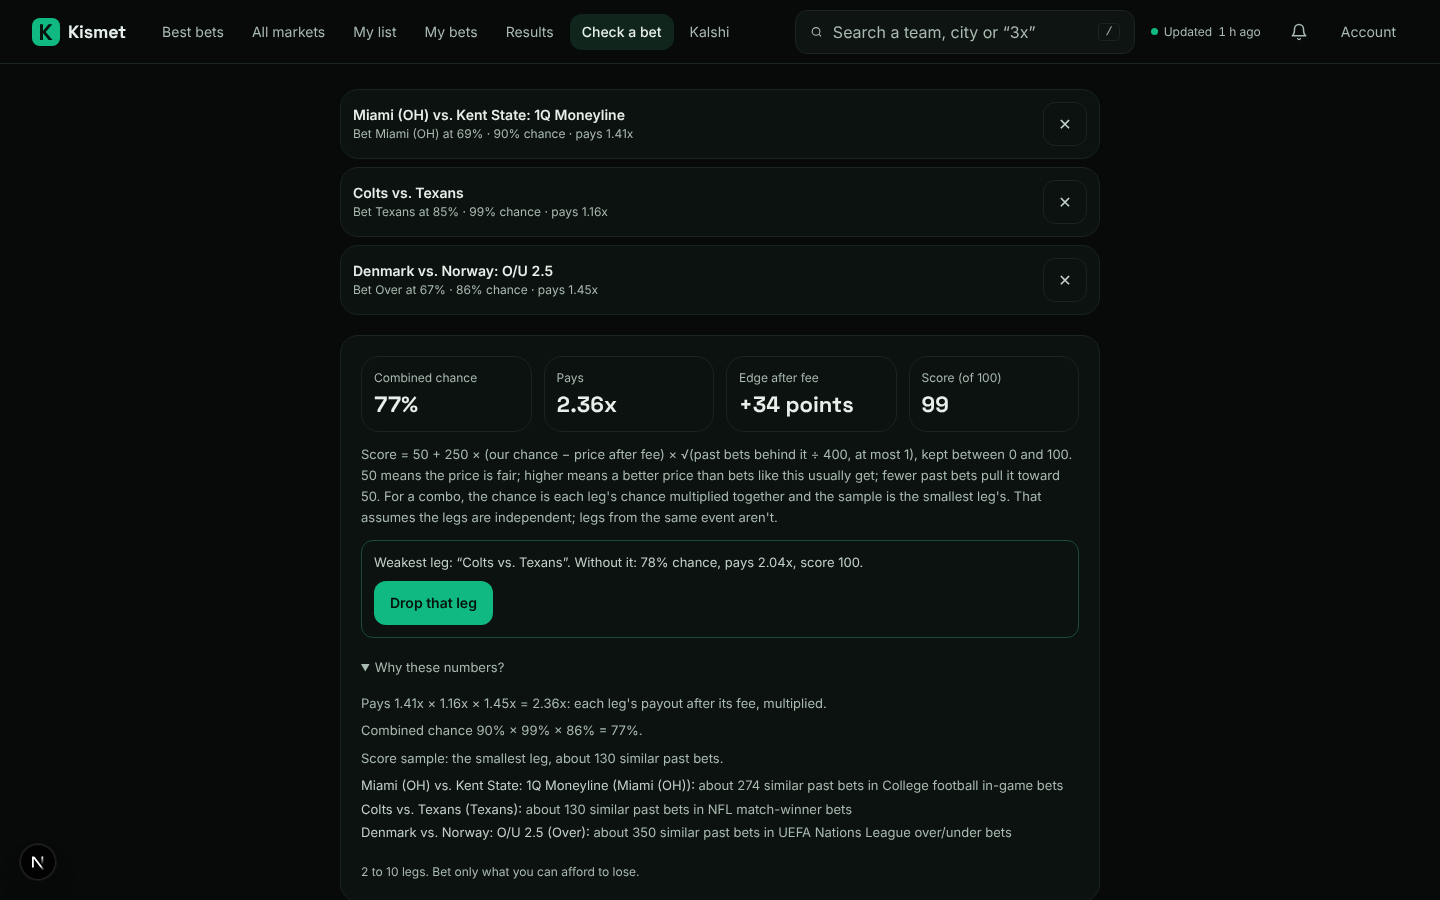 K Kismet
Best bets
All markets
My list
My bets
Results
Check a bet
Kalshi
Search a team, city or “3x”
/
Updated 1 h ago
Account
Miami (OH) vs. Kent State: 1Q Moneyline
Bet Miami (OH) at 69% · 90% chance · pays 1.41x
Colts vs. Texans
Bet Texans at 85% · 99% chance · pays 1.16x
Denmark vs. Norway: O/U 2.5
Bet Over at 67% · 86% chance · pays 1.45x
Combined chance
77%
Pays
2.36x
Edge after fee
+34 points
Score (of 100)
99
Score = 50 + 250 × (our chance − price after fee) × √(past bets behind it ÷ 400, at most 1), kept between 0 and 100.
50 means the price is fair; higher means a better price than bets like this usually get; fewer past bets pull it toward
50. For a combo, the chance is each leg's chance multiplied together and the sample is the smallest leg's. That
assumes the legs are independent; legs from the same event aren't.
Weakest leg: “Colts vs. Texans”. Without it: 78% chance, pays 2.04x, score 100.
Drop that leg
Why these numbers?
Pays 1.41x × 1.16x × 1.45x = 2.36x: each leg's payout after its fee, multiplied.
Combined chance 90% × 99% × 86% = 77%.
Score sample: the smallest leg, about 130 similar past bets.
Miami (OH) vs. Kent State: 1Q Moneyline (Miami (OH)): about 274 similar past bets in College football in-game bets
Colts vs. Texans (Texans): about 130 similar past bets in NFL match-winner bets
Denmark vs. Norway: O/U 2.5 (Over): about 350 similar past bets in UEFA Nations League over/under bets
2 to 10 legs. Bet only what you can afford to lose.
N